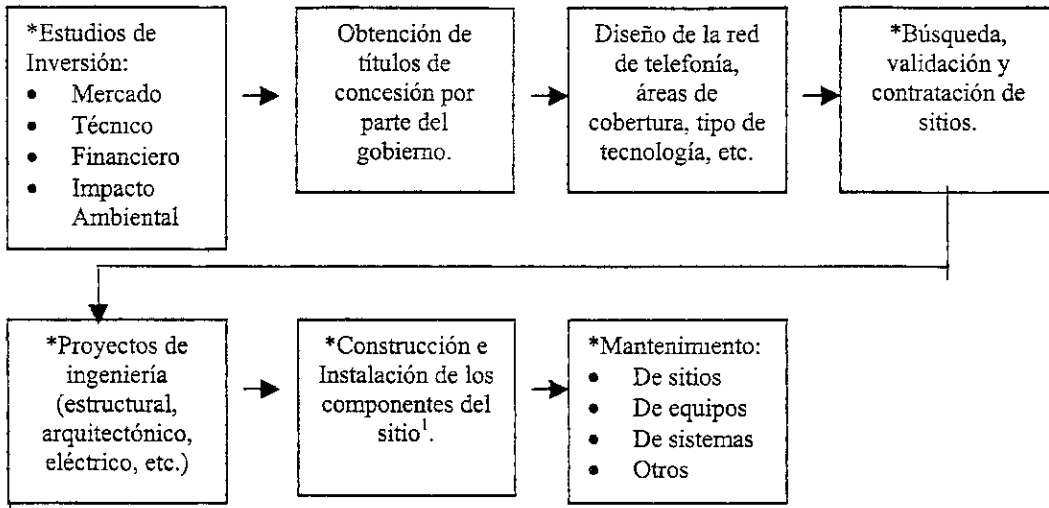 *Estudios de
Inversión:
• Mercado
• Técnico
• Financiero
• Impacto
Ambiental
Obtención de
títulos de
concesión por
parte del
gobierno.
Diseño de la red
de telefonía,
áreas de
cobertura, tipo de
tecnología, etc.
*Búsqueda,
validación y
contratación de
sitios.
*Proyectos de
ingeniería
(estructural,
arquitectónico,
eléctrico, etc.)
*Construcción e
Instalación de los
componentes del
sitio¹.
*Mantenimiento:
• De sitios
• De equipos
• De sistemas
• Otros